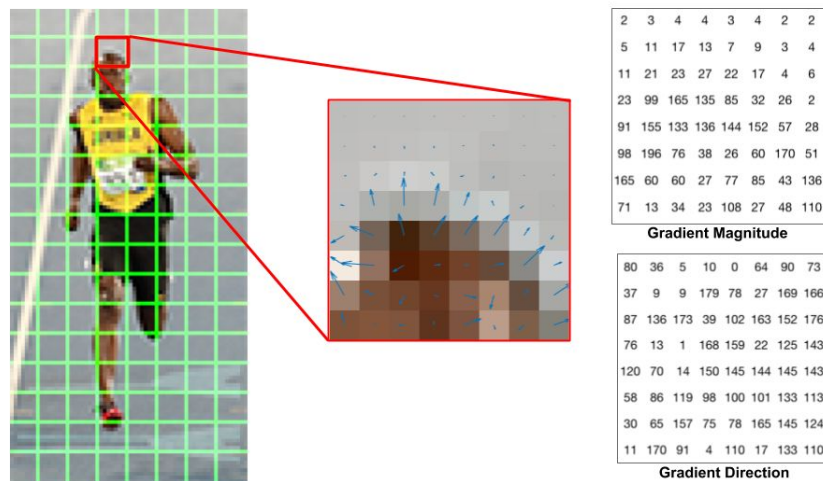 2 3 4 4 3 4 2 2
5 11 17 13 7 9 3 4
11 21 23 27 22 17 4 6
23 99 165 135 85 32 26 2
91 155 133 136 144 152 57 28
98 196 76 38 26 60 170 51
165 60 60 27 77 85 43 136
71 13 34 23 108 27 48 110
Gradient Magnitude
80 36 5 10 0 64 90 73
37 9 9 179 78 27 169 166
87 136 173 39 102 163 152 176
76 13 1 168 159 22 125 143
120 70 14 150 145 144 145 143
58 86 119 98 100 101 133 113
30 65 157 75 78 165 145 124
11 170 91 4 110 17 133 110
Gradient Direction